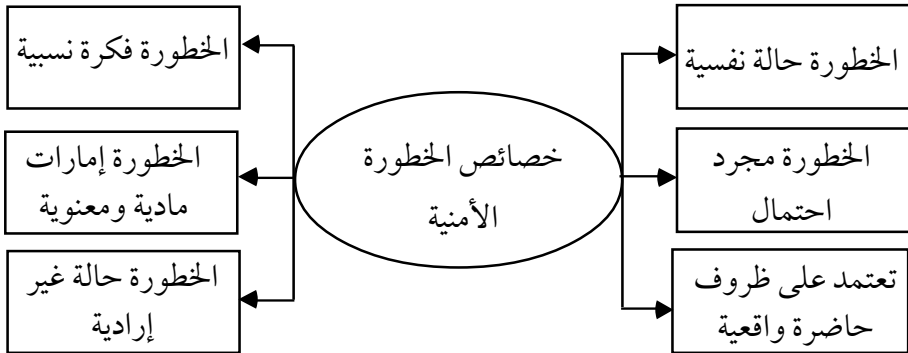 الخطورة حالة نفسية
الخطورة مجرد
احتمال
تعتمد على ظروف
حاضرة واقعية
خصائص الخطورة
الأمنية
الخطورة فكرة نسبية
الخطورة إمارات
مادية ومعنوية
الخطورة حالة غير
إرادية